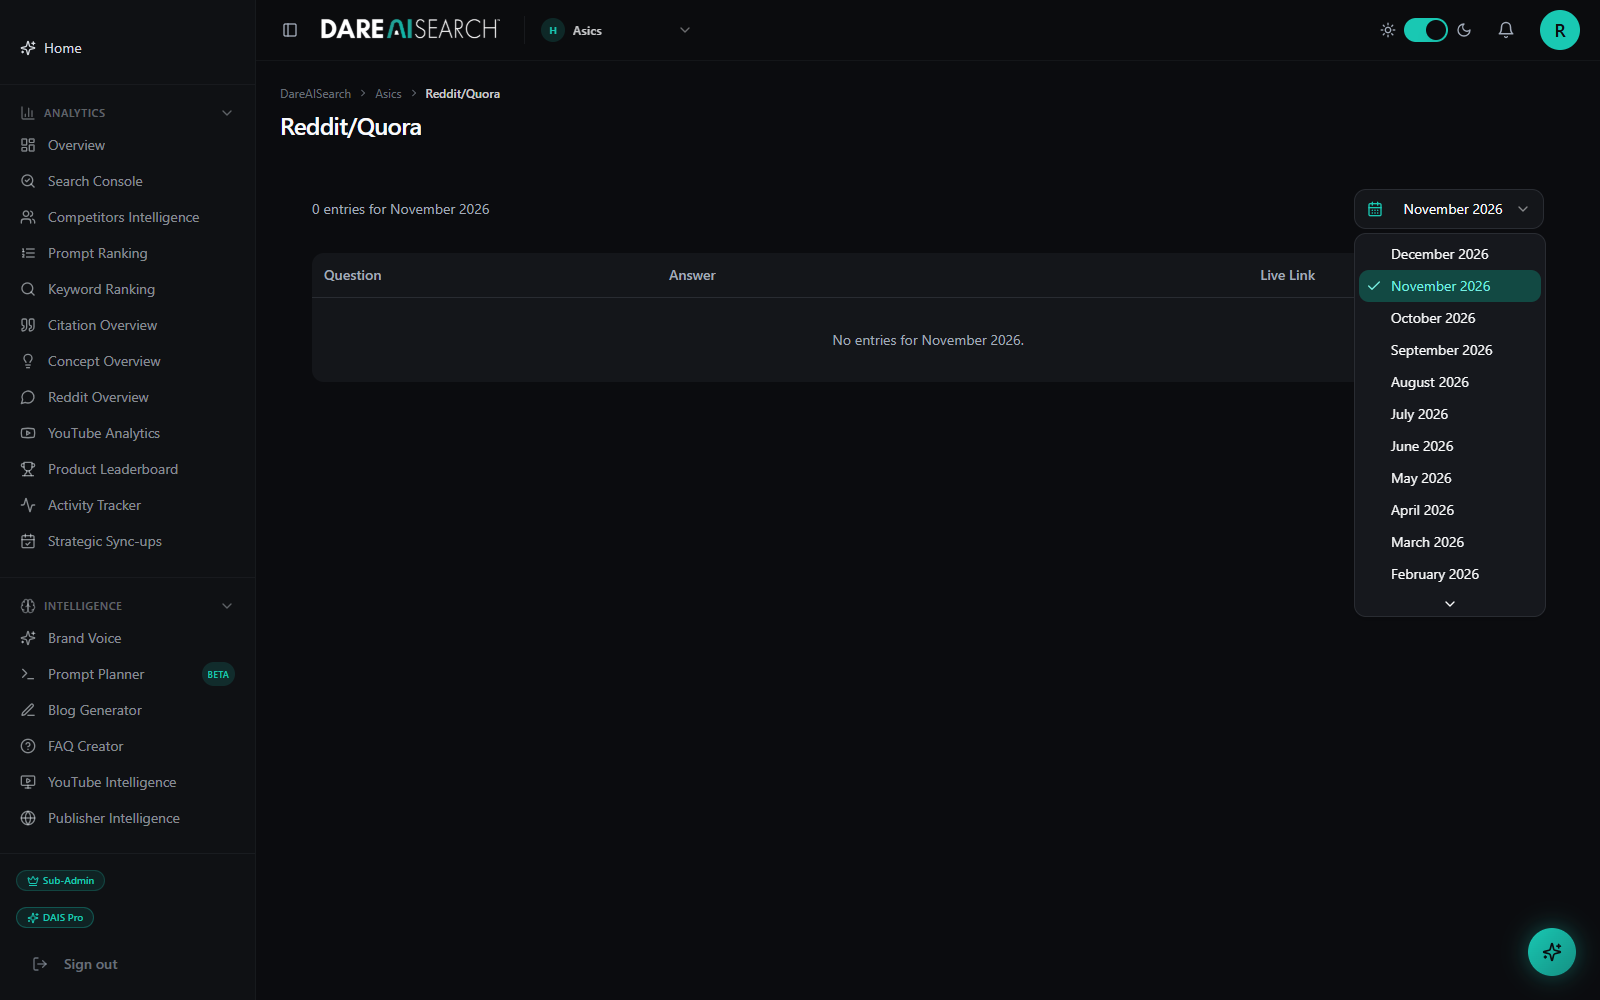 Home
DARE AI SEARCH
H Asics
R
ANALYTICS
Overview
Search Console
Competitors Intelligence
Prompt Ranking
Keyword Ranking
Citation Overview
Concept Overview
Reddit Overview
YouTube Analytics
Product Leaderboard
Activity Tracker
Strategic Sync-ups
INTELLIGENCE
Brand Voice
Prompt Planner BETA
Blog Generator
FAQ Creator
YouTube Intelligence
Publisher Intelligence
Sub-Admin
DAIS Pro
Sign out
DareAISearch > Asics > Reddit/Quora
Reddit/Quora
0 entries for November 2026
November 2026
Question Answer Live Link
No entries for November 2026.
December 2026
November 2026
October 2026
September 2026
August 2026
July 2026
June 2026
May 2026
April 2026
March 2026
February 2026